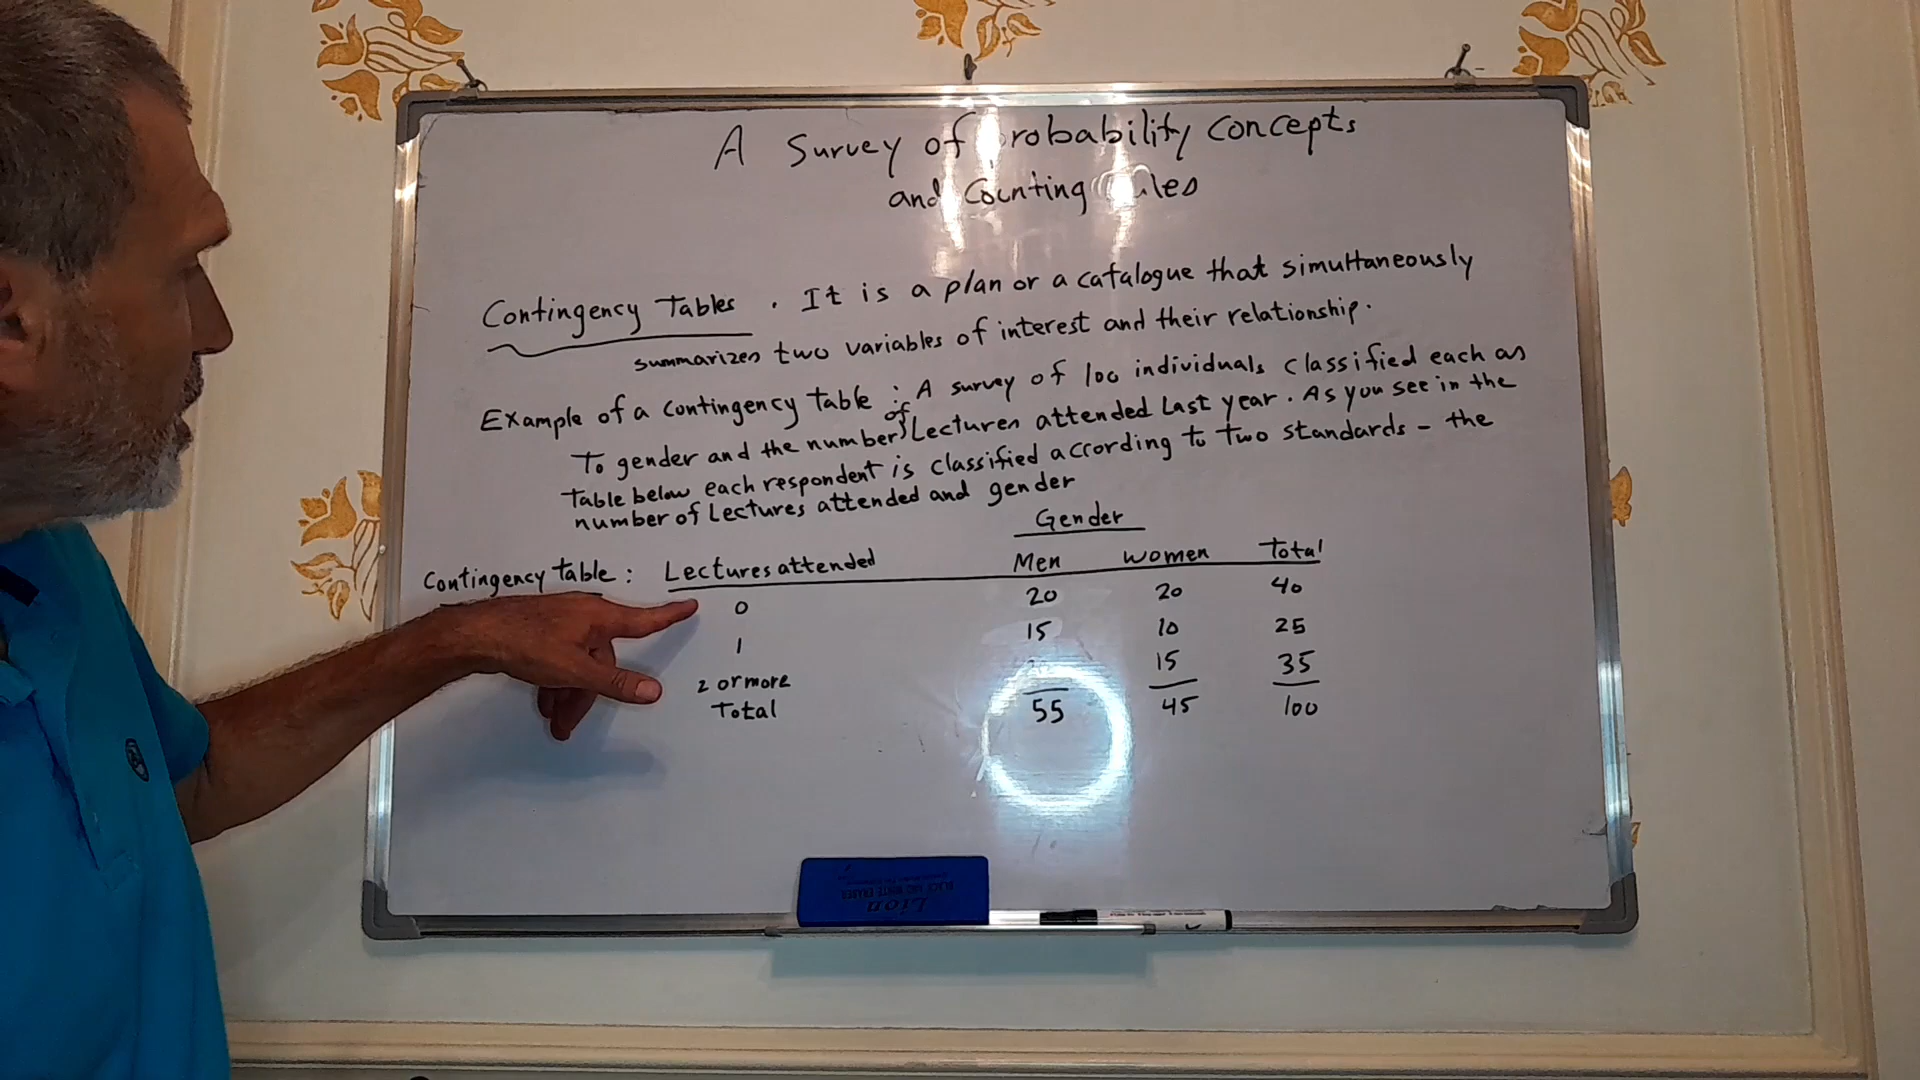 A Survey of probability concepts
and Counting Rules
Contingency Tables . It is a plan or a catalogue that simultaneously
summarizes two variables of interest and their relationship.
Example of a contingency table : A survey of 100 individuals classified each as
To gender and the number of Lectures attended Last year. As you see in the
table below each respondent is classified according to two standards - the
number of Lectures attended and gender
Gender
Contingency table : Lectures attended Men women Total
0 20 20 40
1 15 10 25
2 or more 15 35
Total 55 45 100
Lion